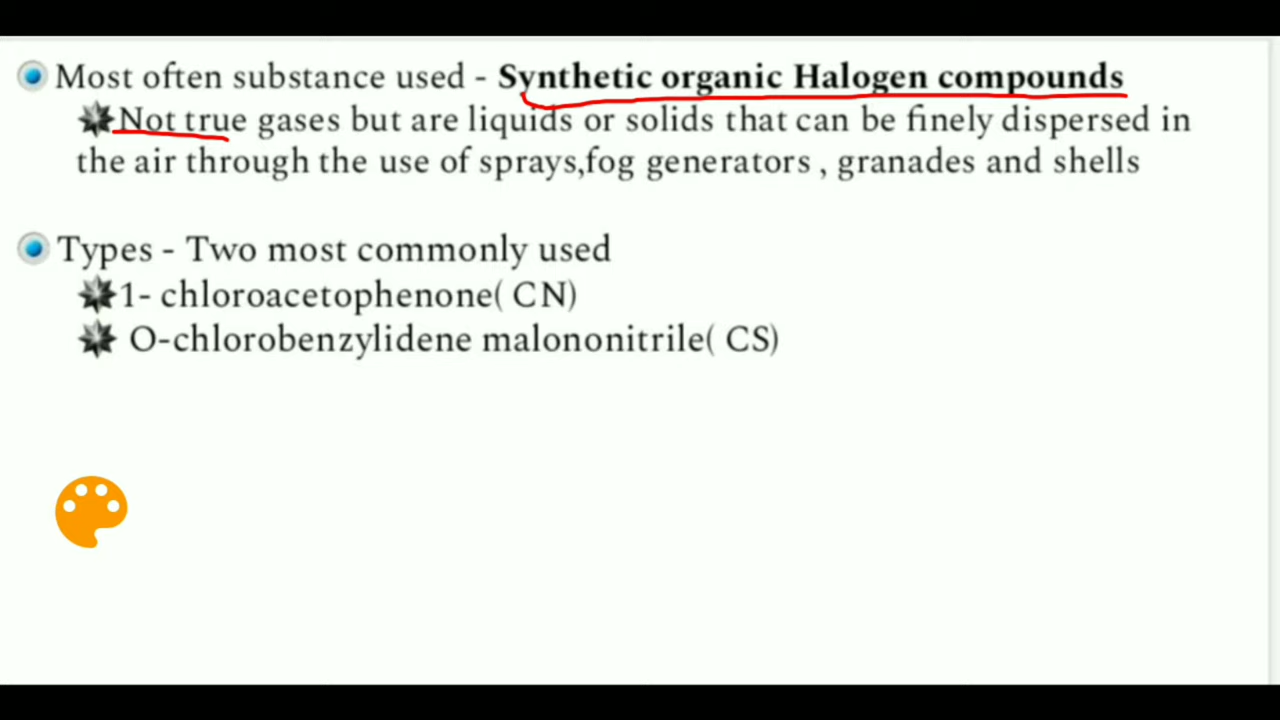 Most often substance used - Synthetic organic Halogen compounds
Not true gases but are liquids or solids that can be finely dispersed in
the air through the use of sprays,fog generators , granades and shells
Types - Two most commonly used
1- chloroacetophenone( CN)
O-chlorobenzylidene malononitrile( CS)